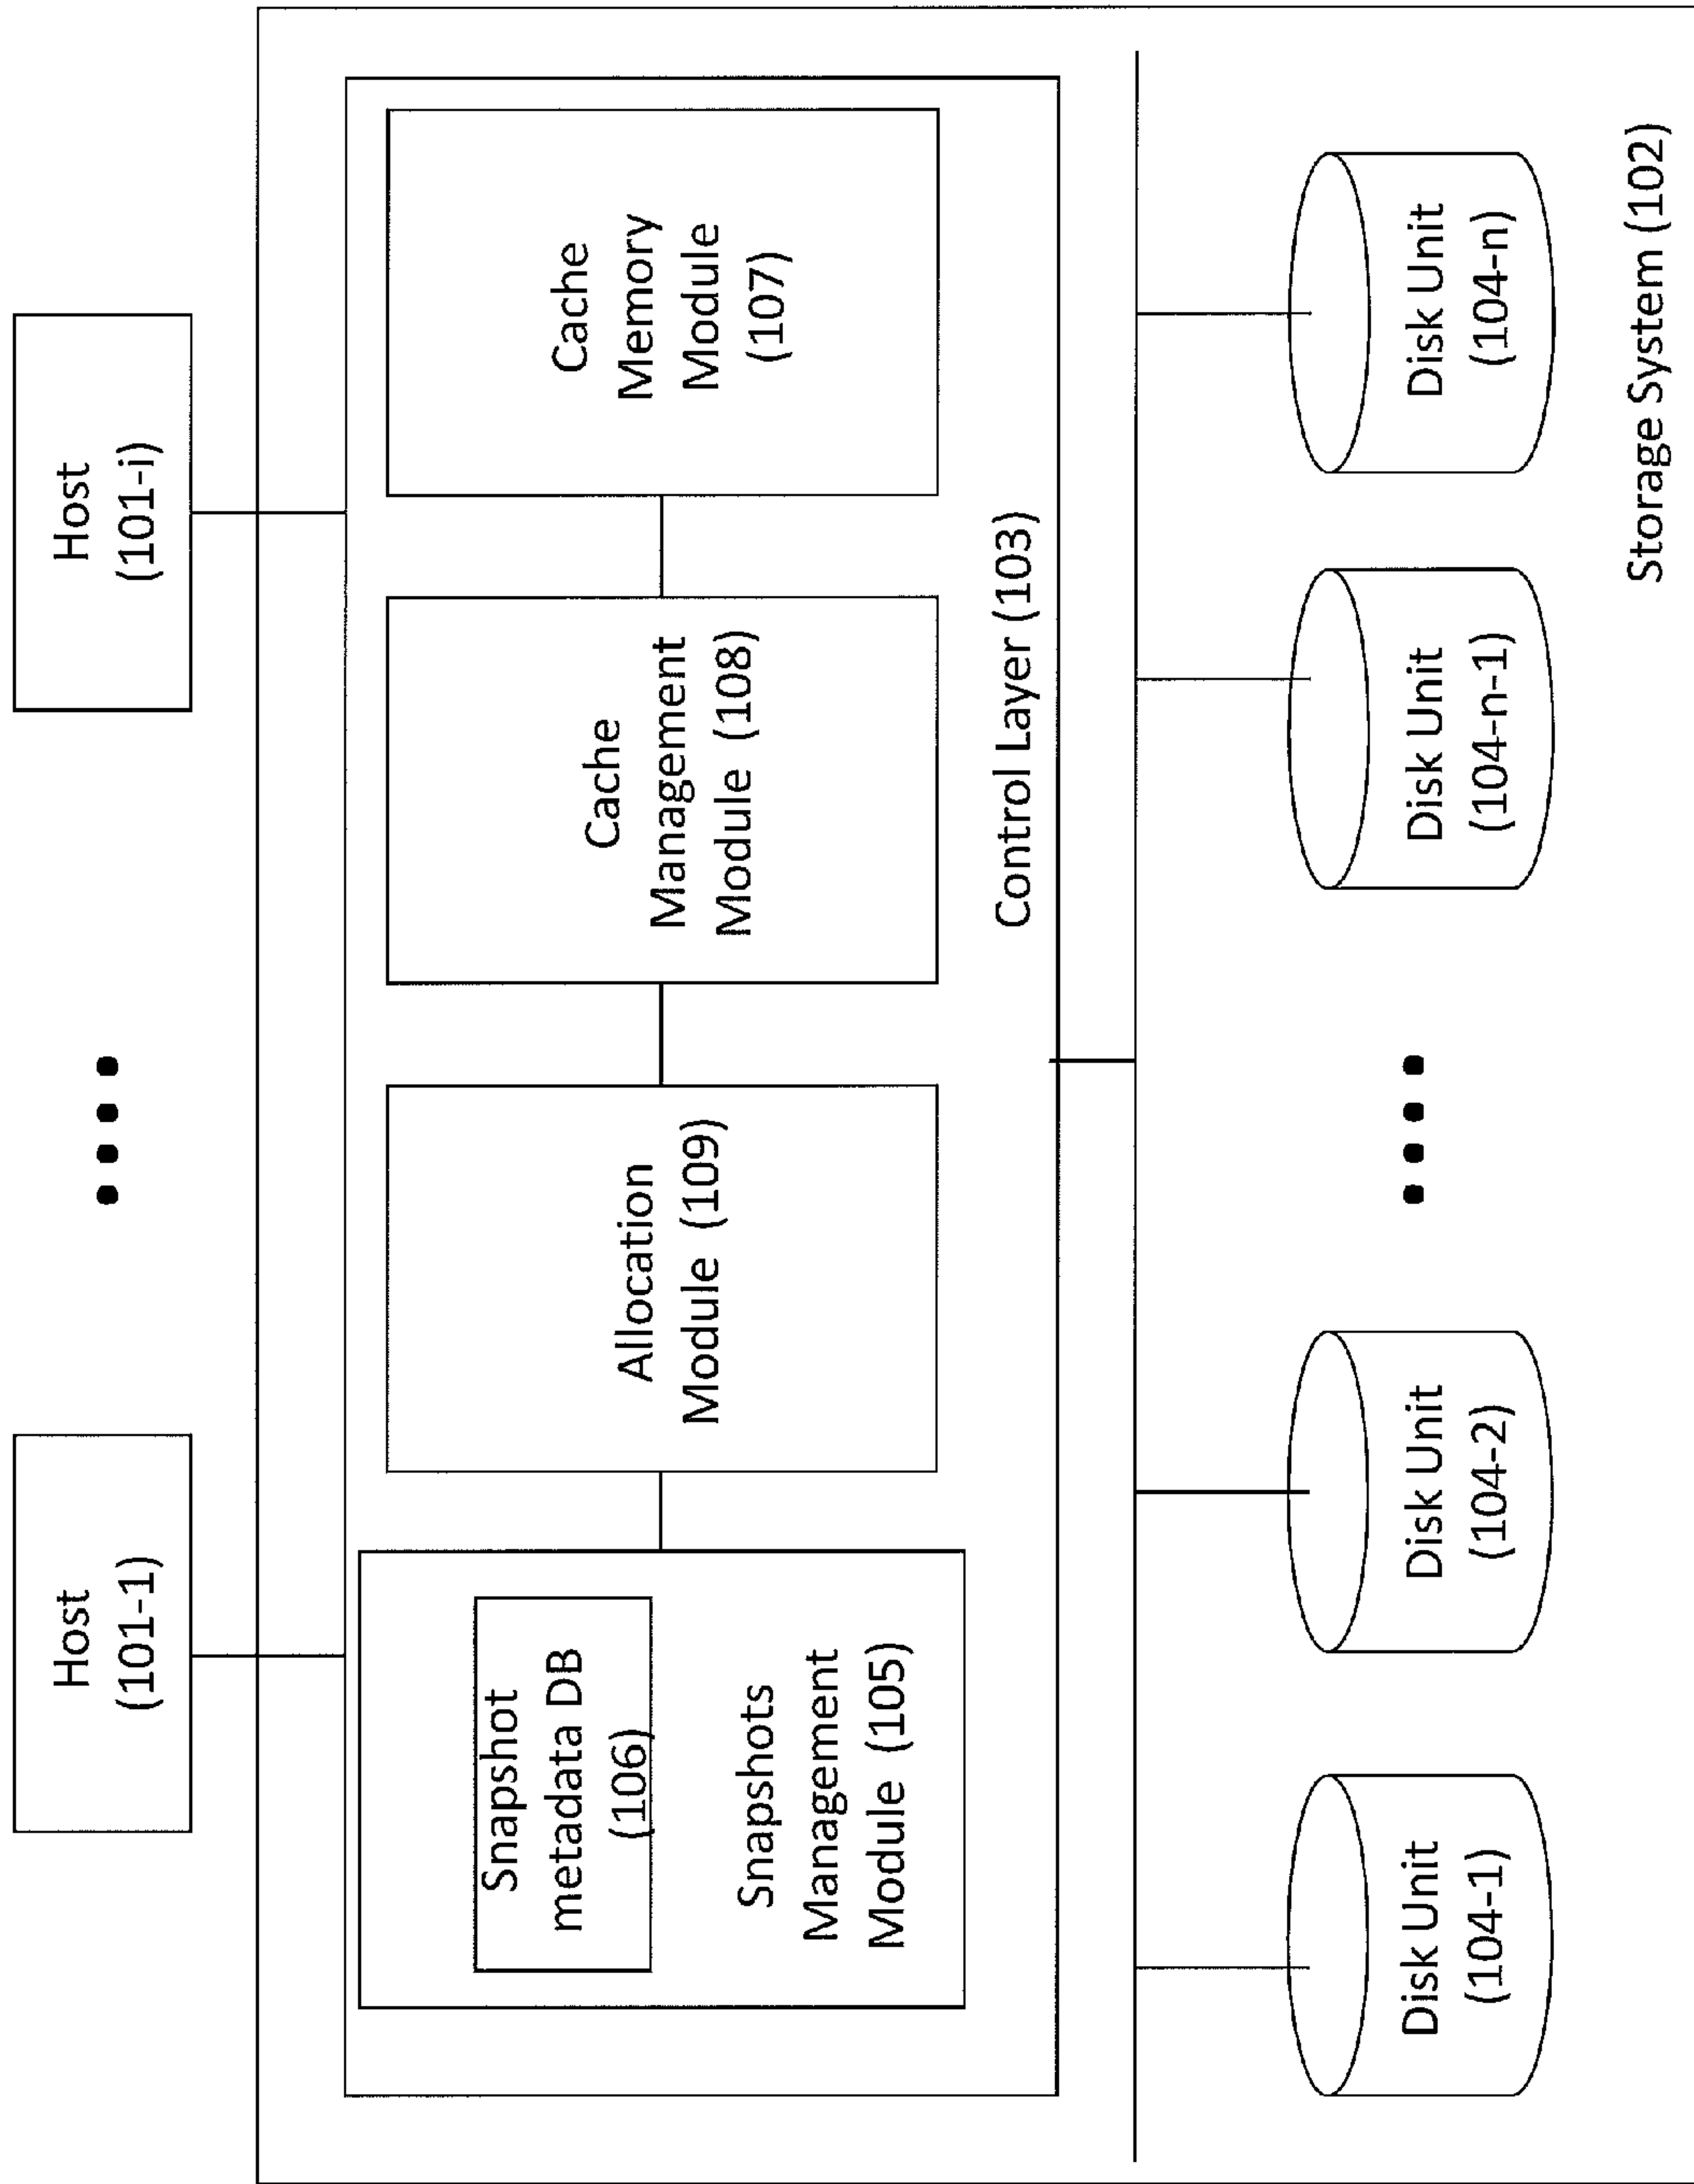 Host
(101-1)
Host
(101-i)
Snapshot
metadata DB
(106)
Snapshots
Management
Module (105)
Allocation
Module (109)
Cache
Management
Module (108)
Cache
Memory
Module
(107)
Control Layer (103)
Disk Unit
(104-1)
Disk Unit
(104-2)
Disk Unit
(104-n-1)
Disk Unit
(104-n)
Storage System (102)